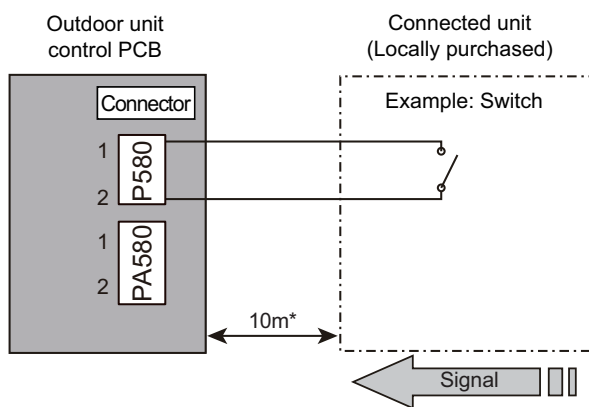 Outdoor unit
control PCB
Connected unit
(Locally purchased)
Connector
Example: Switch
1
2
P580
1
2
PA580
10m*
Signal